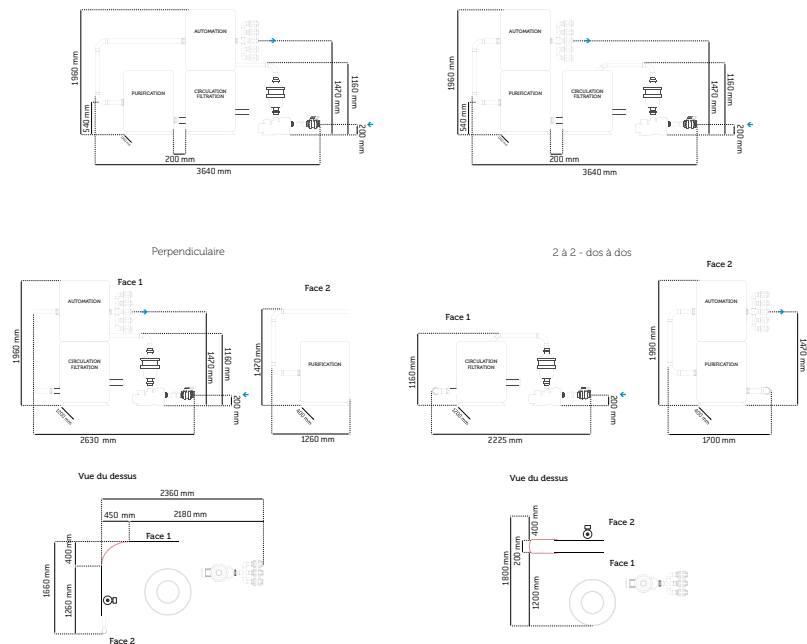 AUTOMATION
PURIFICATION
CIRCULATION
FILTRATION
1960 mm
540 mm
200 mm
3640 mm
1470 mm
1160 mm
200 mm
AUTOMATION
PURIFICATION
CIRCULATION
FILTRATION
1960 mm
540 mm
200 mm
3640 mm
1470 mm
1160 mm
200 mm
Perpendiculaire
Face 1
AUTOMATION
CIRCULATION
FILTRATION
1960 mm
1200 mm
2630 mm
1470 mm
1160 mm
200 mm
Face 2
PURIFICATION
1470 mm
400 mm
1260 mm
2 à 2 - dos à dos
Face 1
CIRCULATION
FILTRATION
1160 mm
1200 mm
2225 mm
200 mm
Face 2
AUTOMATION
PURIFICATION
1990 mm
400 mm
1700 mm
1470 mm
Vue du dessus
2360 mm
450 mm
2180 mm
Face 1
400 mm
1660 mm
1260 mm
Face 2
Vue du dessus
400 mm
Face 2
200 mm
1800 mm
Face 1
1200 mm